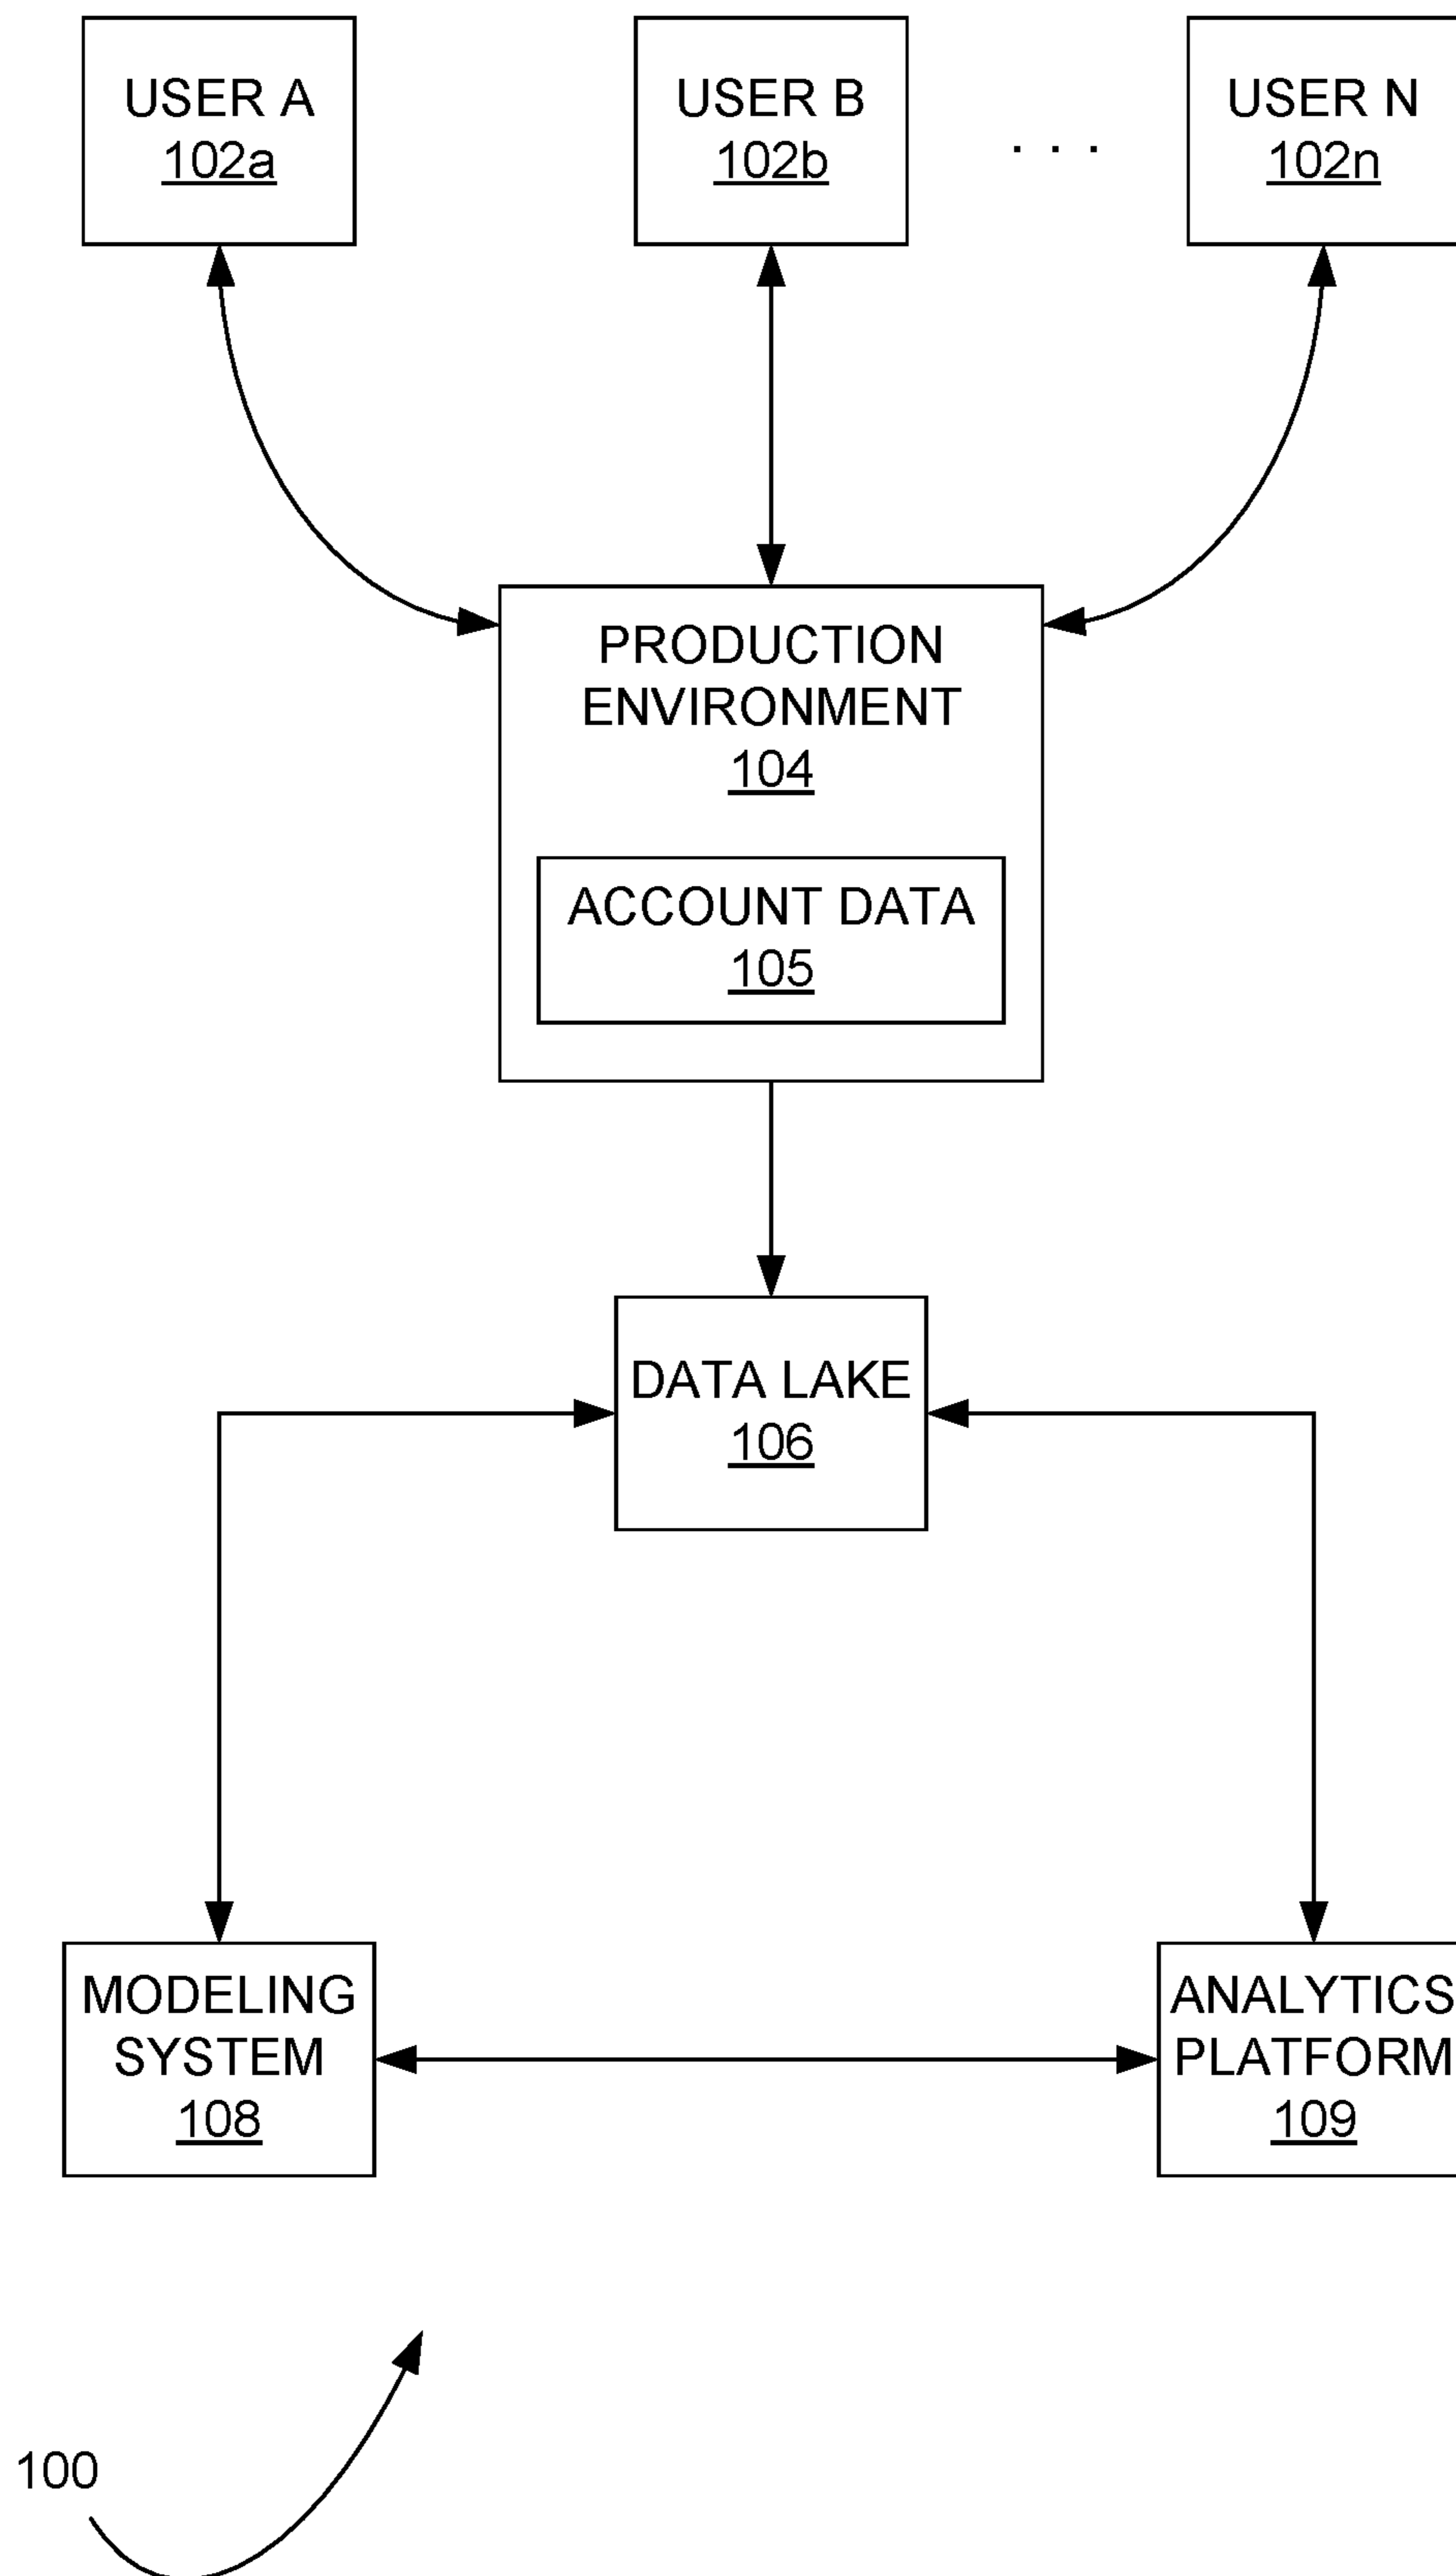 USER A
102a
USER B
102b
. . .
USER N
102n
PRODUCTION
ENVIRONMENT
104
ACCOUNT DATA
105
DATA LAKE
106
MODELING
SYSTEM
108
ANALYTICS
PLATFORM
109
100